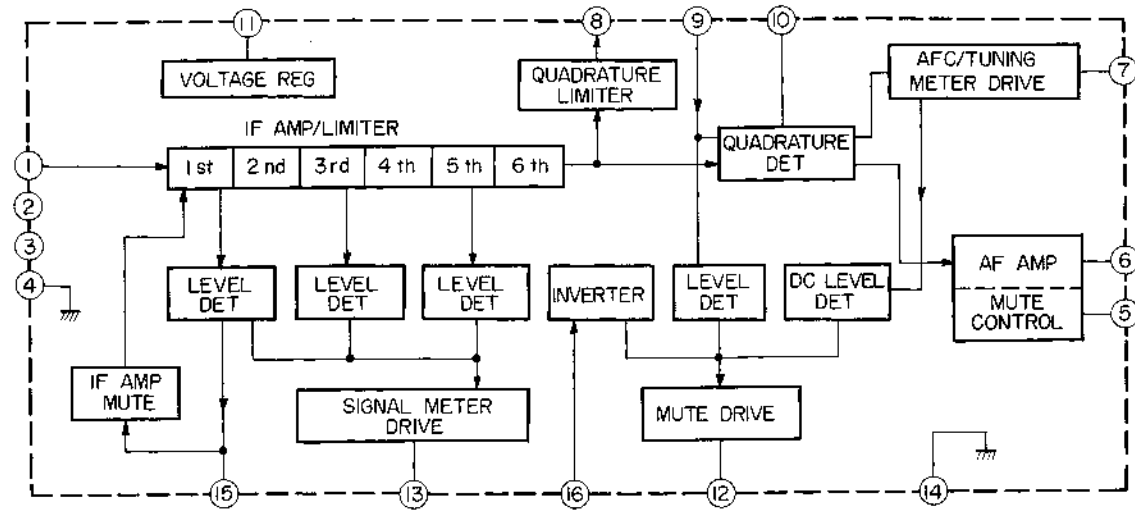 11
8
9
10
VOLTAGE REG
QUADRATURE
LIMITER
AFC/TUNING
METER DRIVE
7
IF AMP/LIMITER
1
1st
2nd
3rd
4th
5th
6th
QUADRATURE
DET
2
3
4
LEVEL
DET
LEVEL
DET
LEVEL
DET
INVERTER
LEVEL
DET
DC LEVEL
DET
AF AMP
6
MUTE
CONTROL
5
IF AMP
MUTE
SIGNAL METER
DRIVE
MUTE DRIVE
15
13
16
12
14